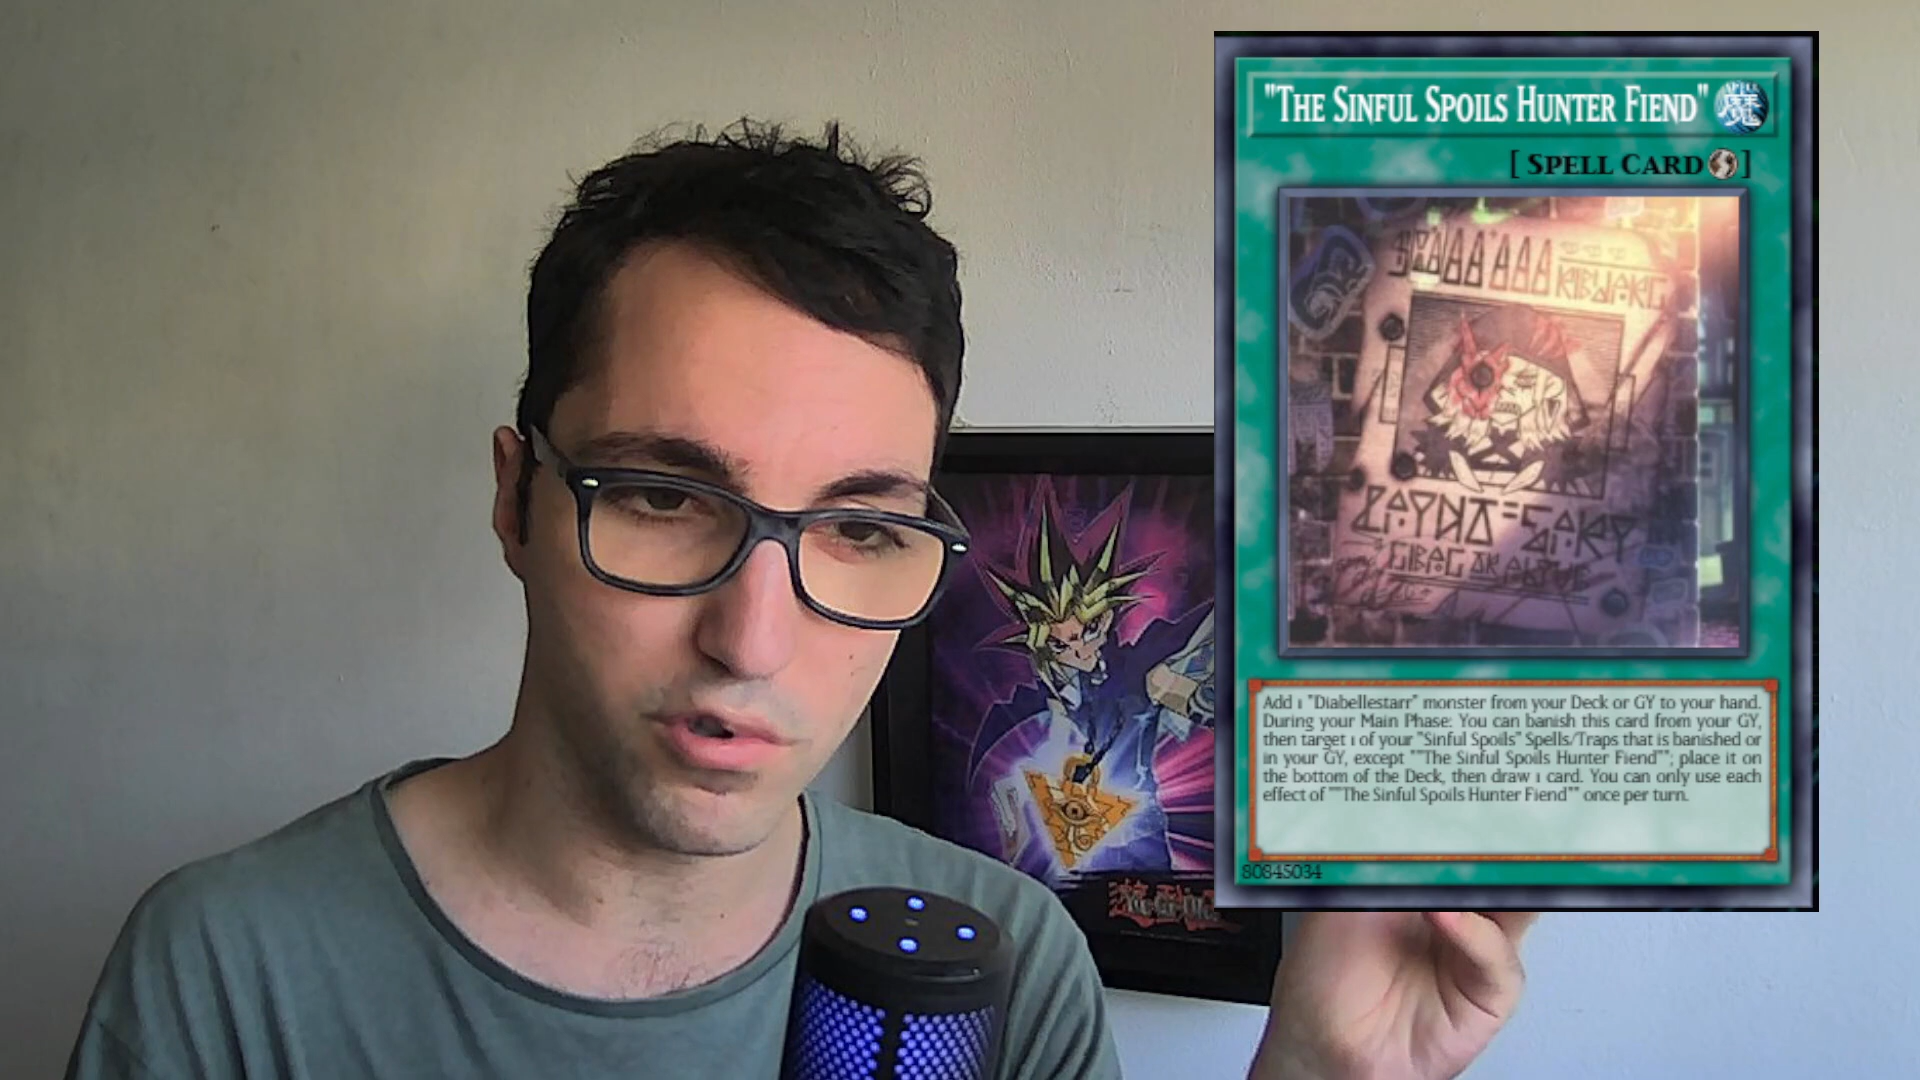 "THE SINFUL SPOILS HUNTER FIEND"
[ SPELL CARD ]
Add 1 "Diabellestarr" monster from your Deck or GY to your hand.
During your Main Phase: You can banish this card from your GY,
then target 1 of your "Sinful Spoils" Spells/Traps that is banished or
in your GY, except ""The Sinful Spoils Hunter Fiend""; place it on
the bottom of the Deck, then draw 1 card. You can only use each
effect of ""The Sinful Spoils Hunter Fiend"" once per turn.
80845034